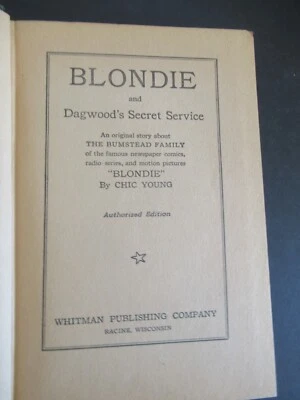 BLONDIE
and
Dagwood's Secret Service
An original story about
THE BUMSTEAD FAMILY
of the famous newspaper comics,
radio series, and motion pictures
"BLONDIE"
By CHIC YOUNG
Authorized Edition
WHITMAN PUBLISHING COMPANY
RACINE, WISCONSIN